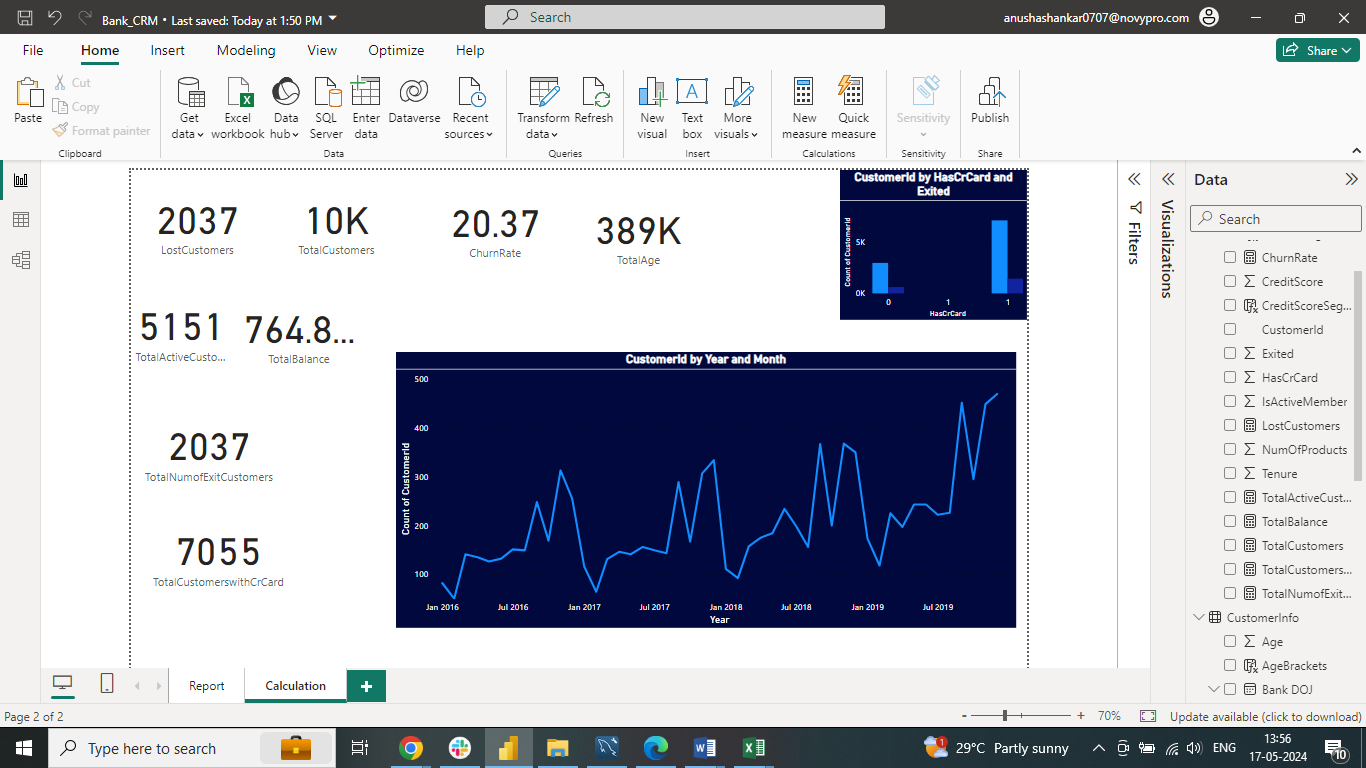 Bank_CRM • Last saved: Today at 1:50 PM
Search
anushashankar0707@novypro.com
File Home Insert Modeling View Optimize Help
Share
Paste
Cut
Copy
Format painter
Clipboard
Get data
Excel workbook
Data hub
SQL Server
Enter data
Dataverse
Recent sources
Data
Transform data
Refresh
Queries
New visual
Text box
More visuals
Insert
New measure
Quick measure
Calculations
Sensitivity
Sensitivity
Publish
Share
2037
LostCustomers
10K
TotalCustomers
20.37
ChurnRate
389K
TotalAge
CustomerId by HasCrCard and
Exited
Count of CustomerId
5K
0K
0 1 1
HasCrCard
5151
TotalActiveCusto...
764.8...
TotalBalance
2037
TotalNumofExitCustomers
7055
TotalCustomerswithCrCard
CustomerId by Year and Month
Count of CustomerId
500
400
300
200
100
Jan 2016 Jul 2016 Jan 2017 Jul 2017 Jan 2018 Jul 2018 Jan 2019 Jul 2019
Year
Filters
Visualizations
Data
Search
ChurnRate
CreditScore
CreditScoreSeg...
CustomerId
Exited
HasCrCard
IsActiveMember
LostCustomers
NumOfProducts
Tenure
TotalActiveCust...
TotalBalance
TotalCustomers
TotalCustomers...
TotalNumofExit...
CustomerInfo
Age
AgeBrackets
Bank DOJ
Report
Calculation
Page 2 of 2
- + 70%
Update available (click to download)
Type here to search
1
29°C Partly sunny
ENG
13:56
17-05-2024
10